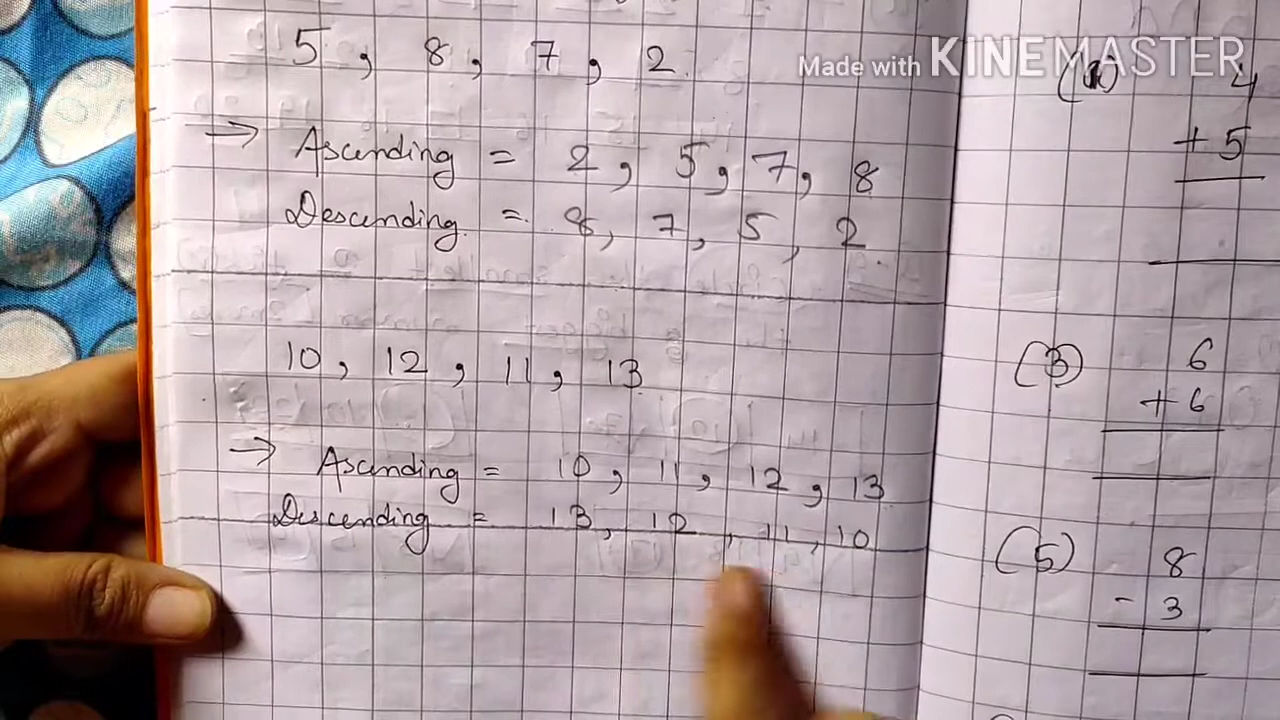 5, 8, 7, 2.
→ Ascending = 2, 5, 7, 8
Descending = 8, 7, 5, 2.
10, 12, 11, 13
→ Ascending = 10, 11, 12, 13
Descending = 13, 12, 11, 10
Made with KINEMASTER
(1) 4
+ 5
(3) 6
+ 6
(5) 8
- 3